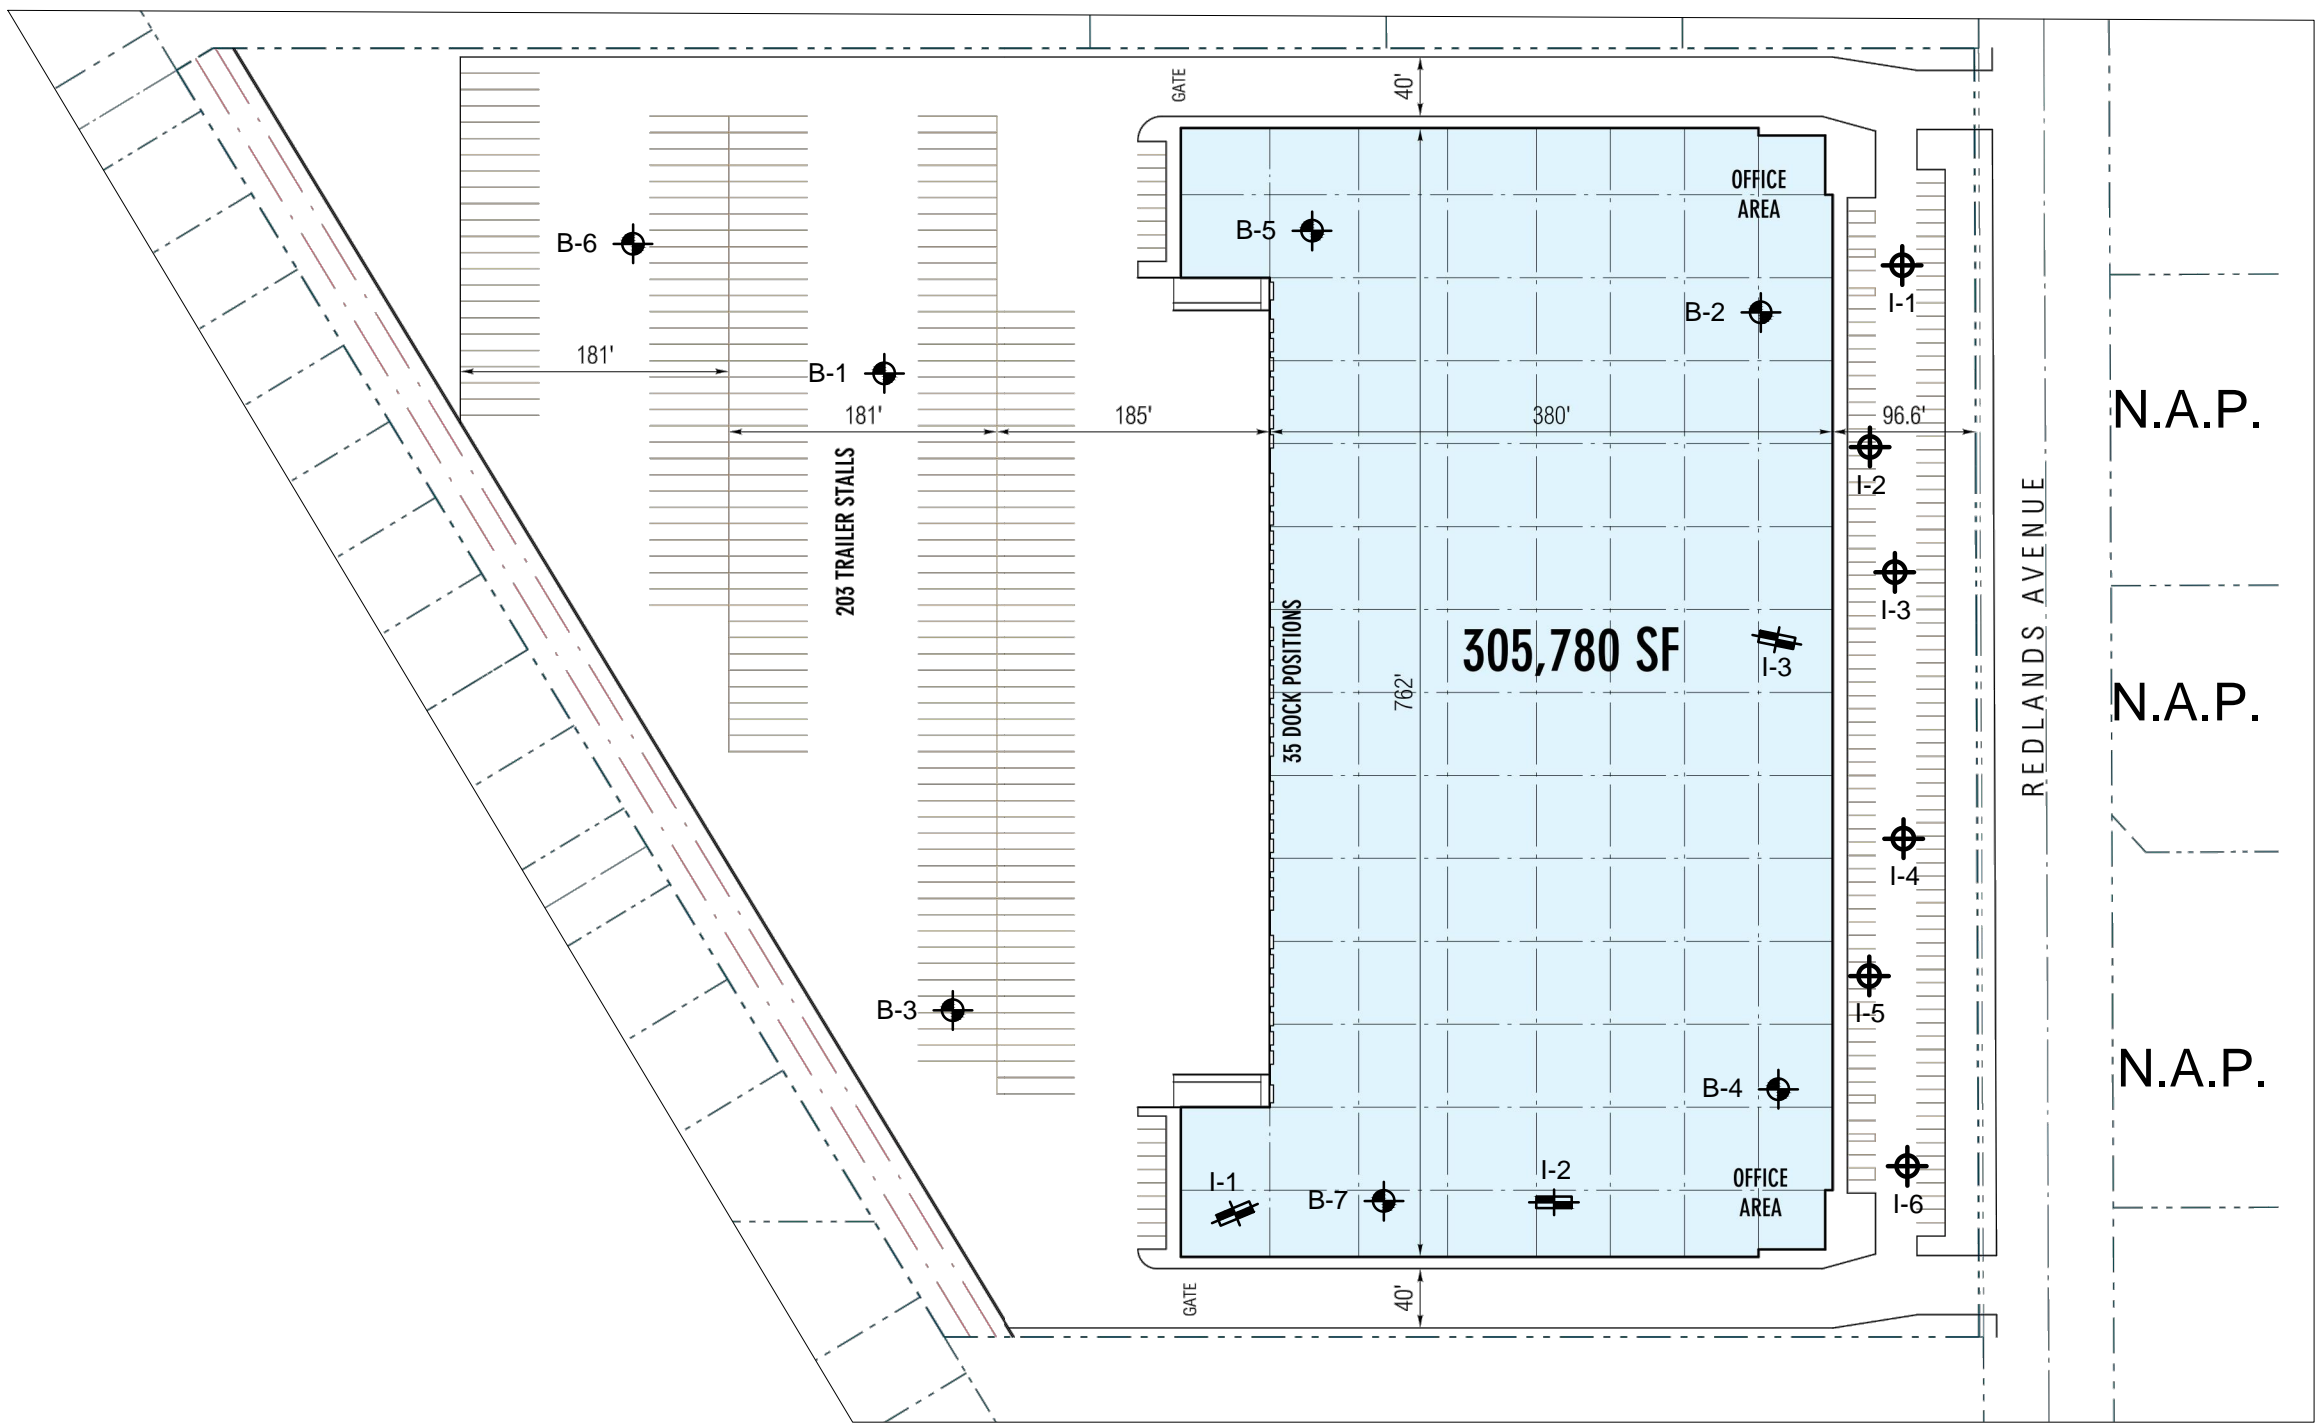 GATE
40'
OFFICE
AREA
B-6
B-5
I-1
B-2
181'
B-1
181'
185'
380'
96.6'
N.A.P.
I-2
203 TRAILER STALLS
REDLANDS AVENUE
I-3
35 DOCK POSITIONS
305,780 SF
I-3
762'
N.A.P.
I-4
B-3
I-5
N.A.P.
B-4
I-1
B-7
I-2
OFFICE
AREA
I-6
GATE
40'